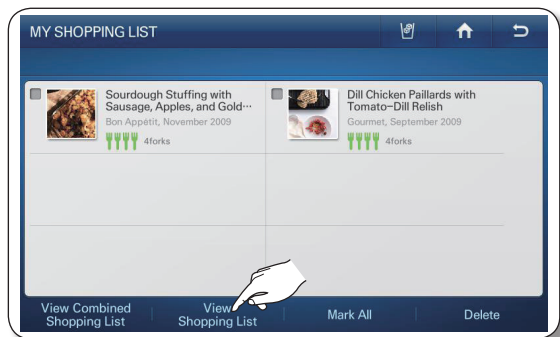 MY SHOPPING LIST
Sourdough Stuffing with
Sausage, Apples, and Gold…
Bon Appétit, November 2009
4forks
Dill Chicken Paillards with
Tomato-Dill Relish
Gourmet, September 2009
4forks
View Combined
Shopping List
View
Shopping List
Mark All
Delete